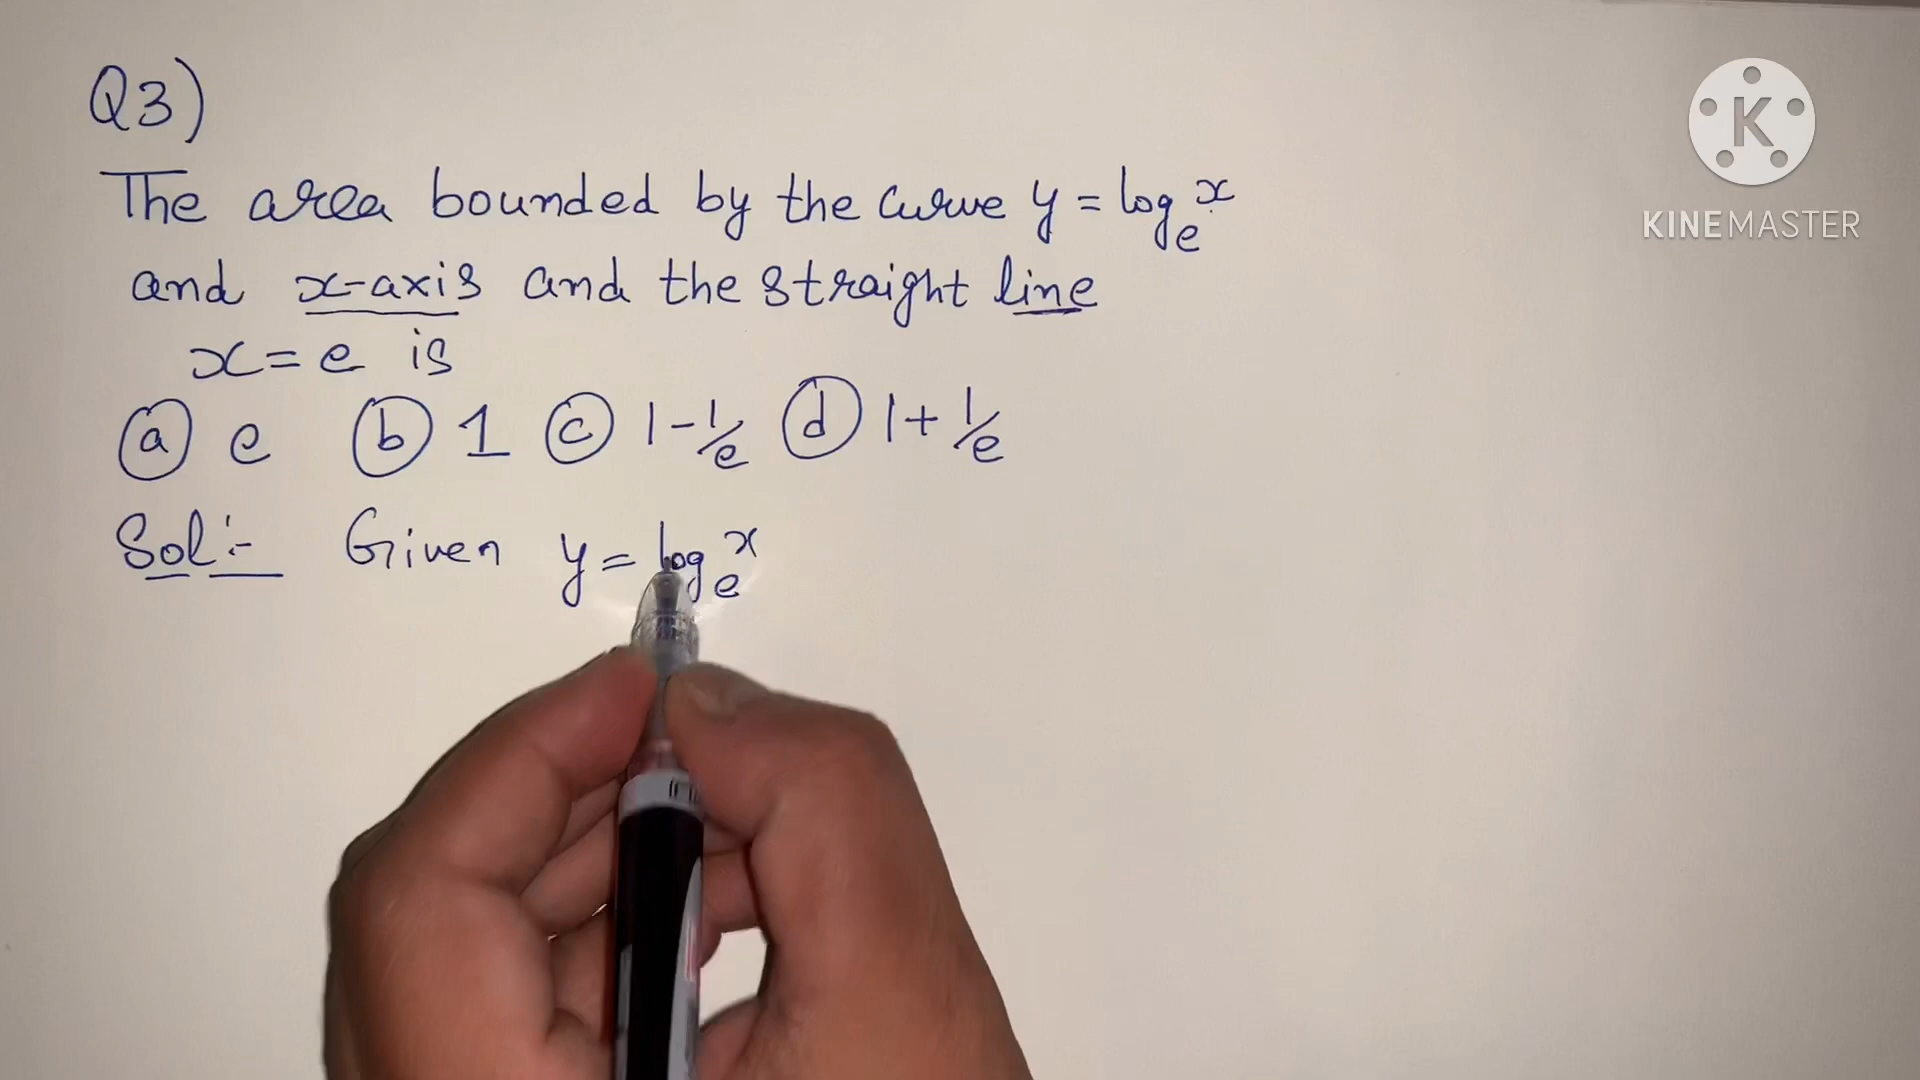 Q3)
The area bounded by the curve y = logₑx
and x-axis and the straight line
x = e is
(a) e (b) 1 (c) 1 - 1/e (d) 1 + 1/e
Sol :- Given y = logₑx
K
KINEMASTER